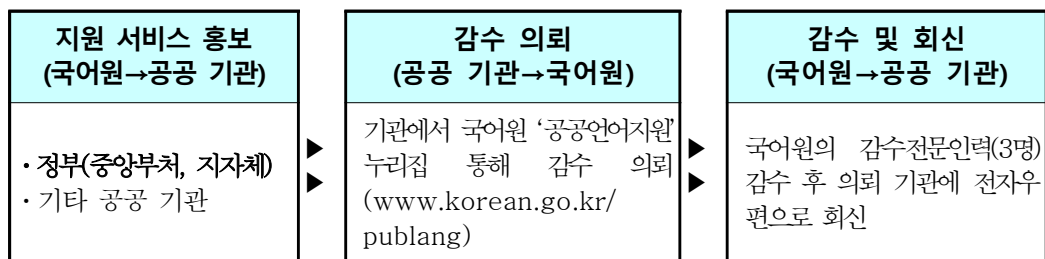 지원 서비스 홍보
(국어원→공공 기관)
· 정부(중앙부처, 지자체)
· 기타 공공 기관
▶
▶
감수 의뢰
(공공 기관→국어원)
기관에서 국어원 ‘공공언어지원’
누리집 통해 감수 의뢰
(www.korean.go.kr/
publang)
▶
▶
감수 및 회신
(국어원→공공 기관)
국어원의 감수전문인력(3명)
감수 후 의뢰 기관에 전자우
편으로 회신